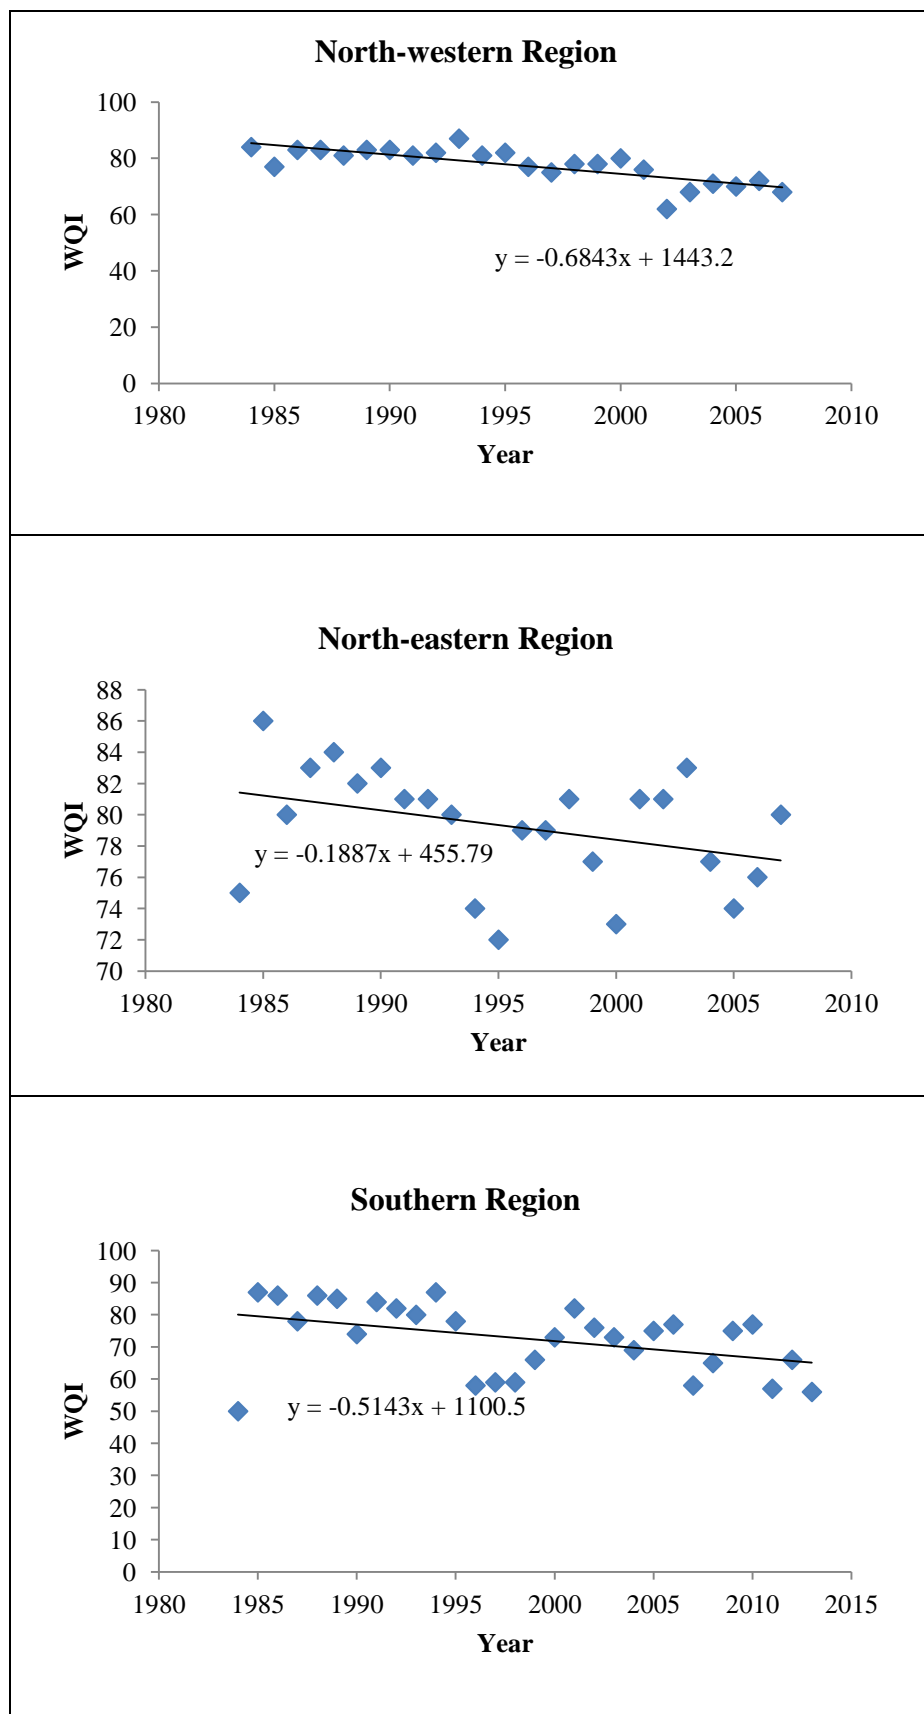 North-western Region
100
80
60
40
20
0
WQI
y = -0.6843x + 1443.2
1980 1985 1990 1995 2000 2005 2010
Year
North-eastern Region
88
86
84
82
80
78
76
74
72
70
WQI
y = -0.1887x + 455.79
1980 1985 1990 1995 2000 2005 2010
Year
Southern Region
100
90
80
70
60
50
40
30
20
10
0
WQI
y = -0.5143x + 1100.5
1980 1985 1990 1995 2000 2005 2010 2015
Year